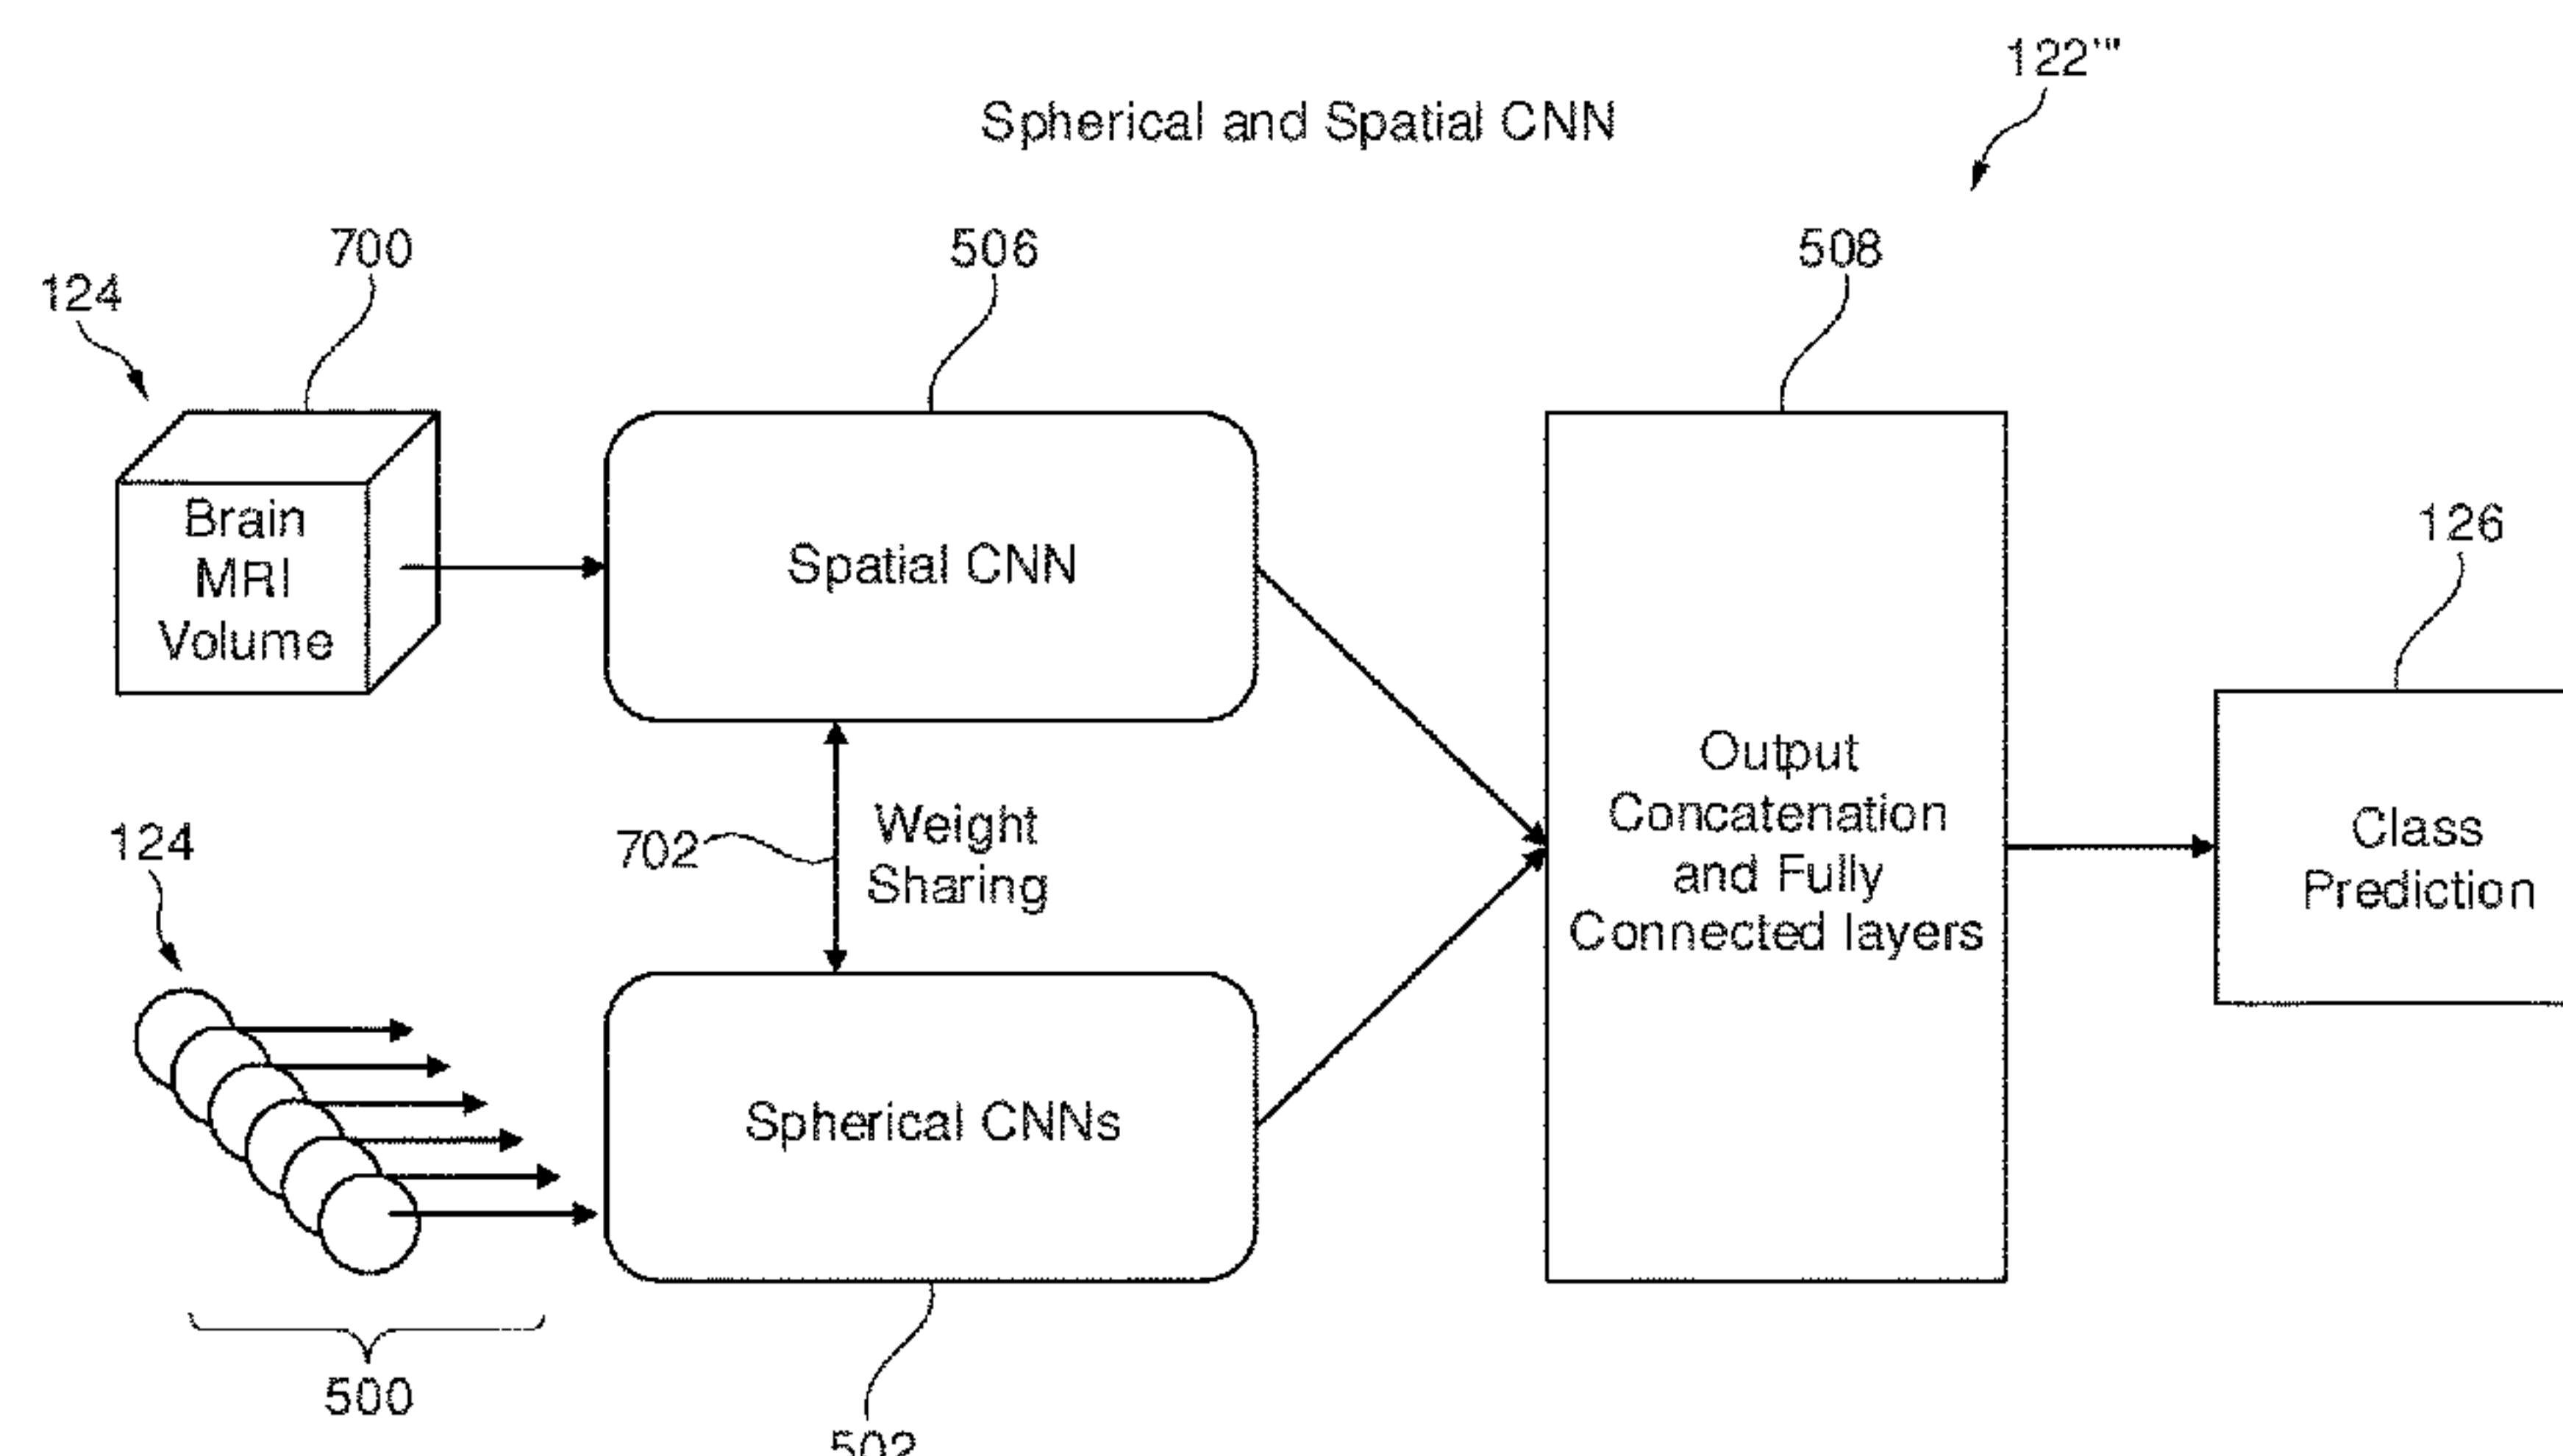 122'''
Spherical and Spatial CNN
700
506
508
124
Brain
MRI
Volume
Spatial CNN
126
Output
Concatenation
and Fully
Connected layers
Class
Prediction
702
Weight
Sharing
124
Spherical CNNs
500
502